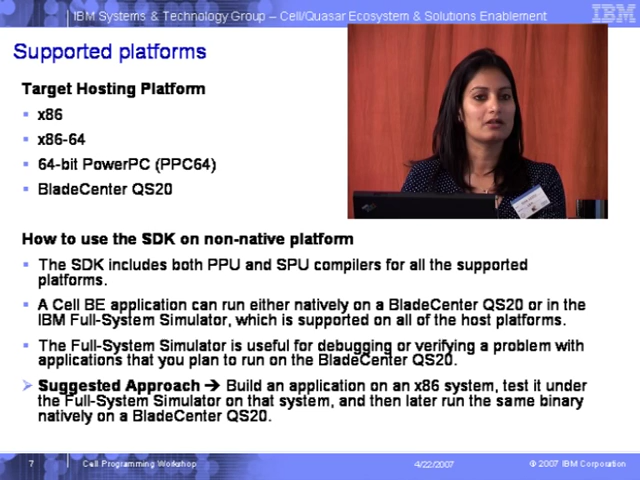 IBM Systems & Technology Group – Cell/Quasar Ecosystem & Solutions Enablement
IBM
Supported platforms
Target Hosting Platform
x86
x86-64
64-bit PowerPC (PPC64)
BladeCenter QS20
How to use the SDK on non-native platform
The SDK includes both PPU and SPU compilers for all the supported
platforms.
A Cell BE application can run either natively on a BladeCenter QS20 or in the
IBM Full-System Simulator, which is supported on all of the host platforms.
The Full-System Simulator is useful for debugging or verifying a problem with
applications that you plan to run on the BladeCenter QS20.
Suggested Approach ➔ Build an application on an x86 system, test it under
the Full-System Simulator on that system, and then later run the same binary
natively on a BladeCenter QS20.
7 Cell Programming Workshop 4/22/2007 © 2007 IBM Corporation